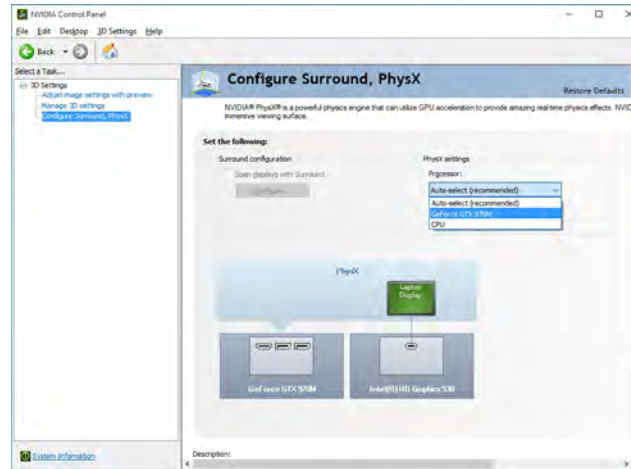 NVIDIA Control Panel
File Edit Desktop 3D Settings Help
Back
Select a Task...
3D Settings
Adjust image settings with preview
Manage 3D settings
Configure Surround, PhysX
Configure Surround, PhysX
Restore Defaults
NVIDIA® PhysX® is a powerful physics engine that can utilize GPU acceleration to provide amazing real-time physics effects. NVID
immersive viewing surface.
Set the following:
Surround configuration
Span displays with Surround
Configure...
PhysX settings
Processor:
Auto-select (recommended)
Auto-select (recommended)
GeForce GTX 970M
CPU
PhysX
Laptop
Display
GeForce GTX 970M
Intel(R) HD Graphics 530
Description:
System Information